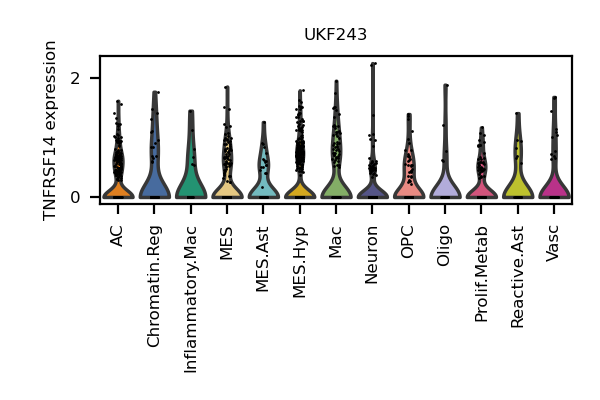 UKF243
TNFRSF14 expression
2
0
AC
Chromatin.Reg
Inflammatory.Mac
MES
MES.Ast
MES.Hyp
Mac
Neuron
OPC
Oligo
Prolif.Metab
Reactive.Ast
Vasc